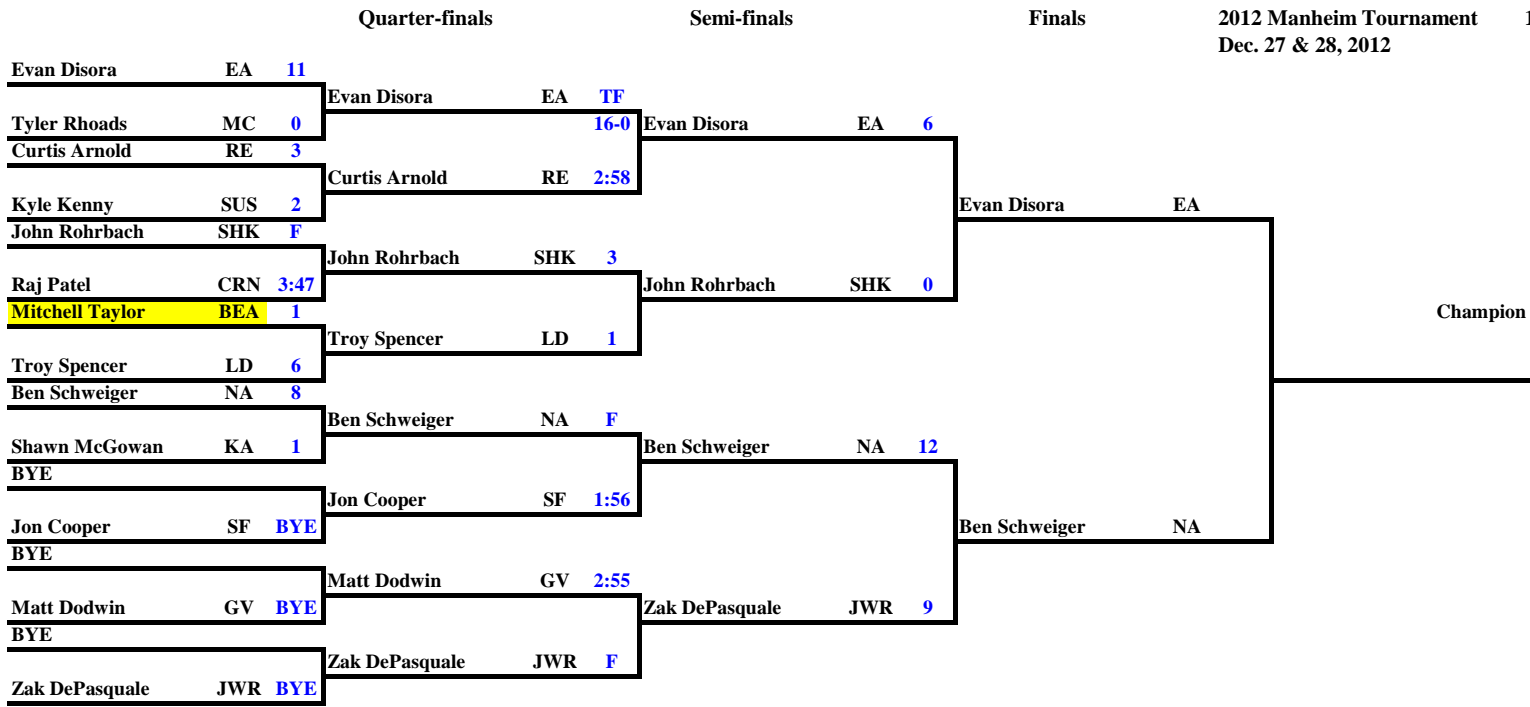 Quarter-finals Semi-finals Finals 2012 Manheim Tournament 1
Dec. 27 & 28, 2012
Evan Disora EA 11
Evan Disora EA TF
Tyler Rhoads MC 0 16-0 Evan Disora EA 6
Curtis Arnold RE 3
Curtis Arnold RE 2:58
Kyle Kenny SUS 2 Evan Disora EA
John Rohrbach SHK F
John Rohrbach SHK 3
Raj Patel CRN 3:47 John Rohrbach SHK 0
Mitchell Taylor BEA 1 Champion
Troy Spencer LD 1
Troy Spencer LD 6
Ben Schweiger NA 8
Ben Schweiger NA F
Shawn McGowan KA 1 Ben Schweiger NA 12
BYE
Jon Cooper SF 1:56
Jon Cooper SF BYE Ben Schweiger NA
BYE
Matt Dodwin GV 2:55
Matt Dodwin GV BYE Zak DePasquale JWR 9
BYE
Zak DePasquale JWR F
Zak DePasquale JWR BYE